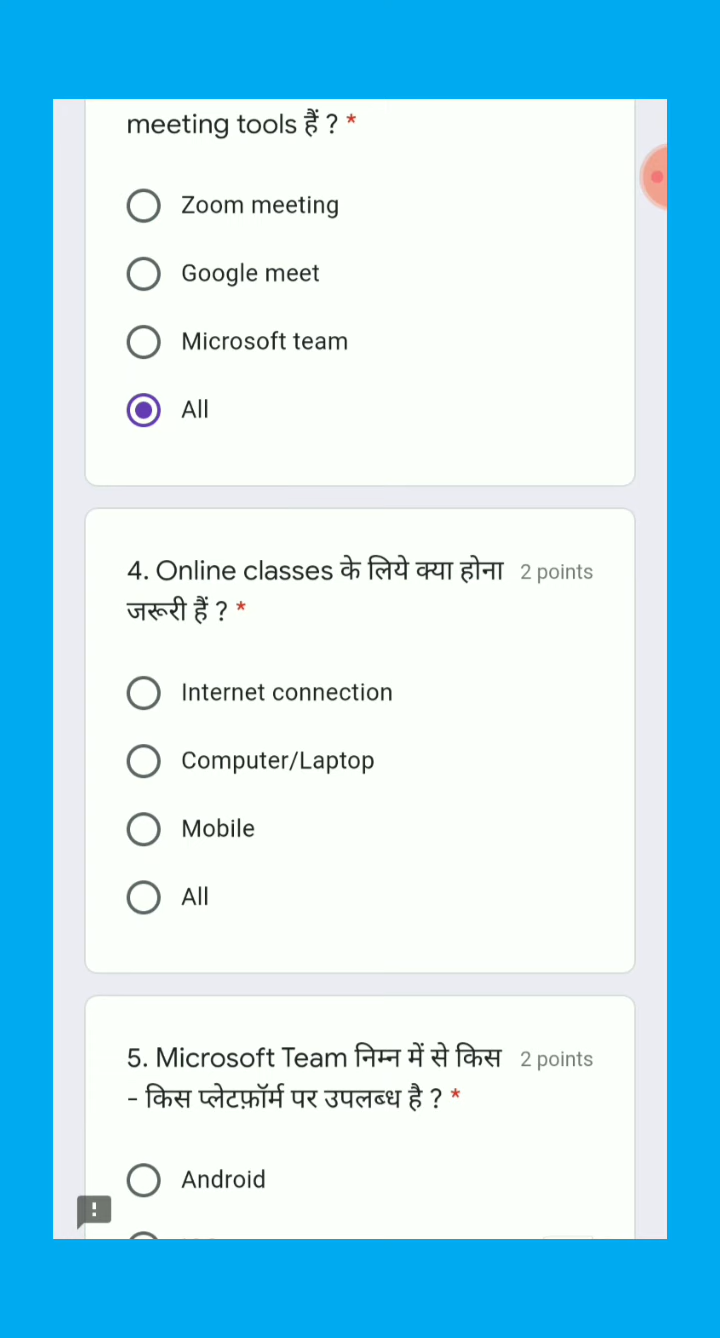 meeting tools हैं ? *
Zoom meeting
Google meet
Microsoft team
All
4. Online classes के लिये क्या होना 2 points
जरूरी हैं ? *
Internet connection
Computer/Laptop
Mobile
All
5. Microsoft Team निम्न में से किस 2 points
- किस प्लेटफ़ॉर्म पर उपलब्ध है ? *
Android